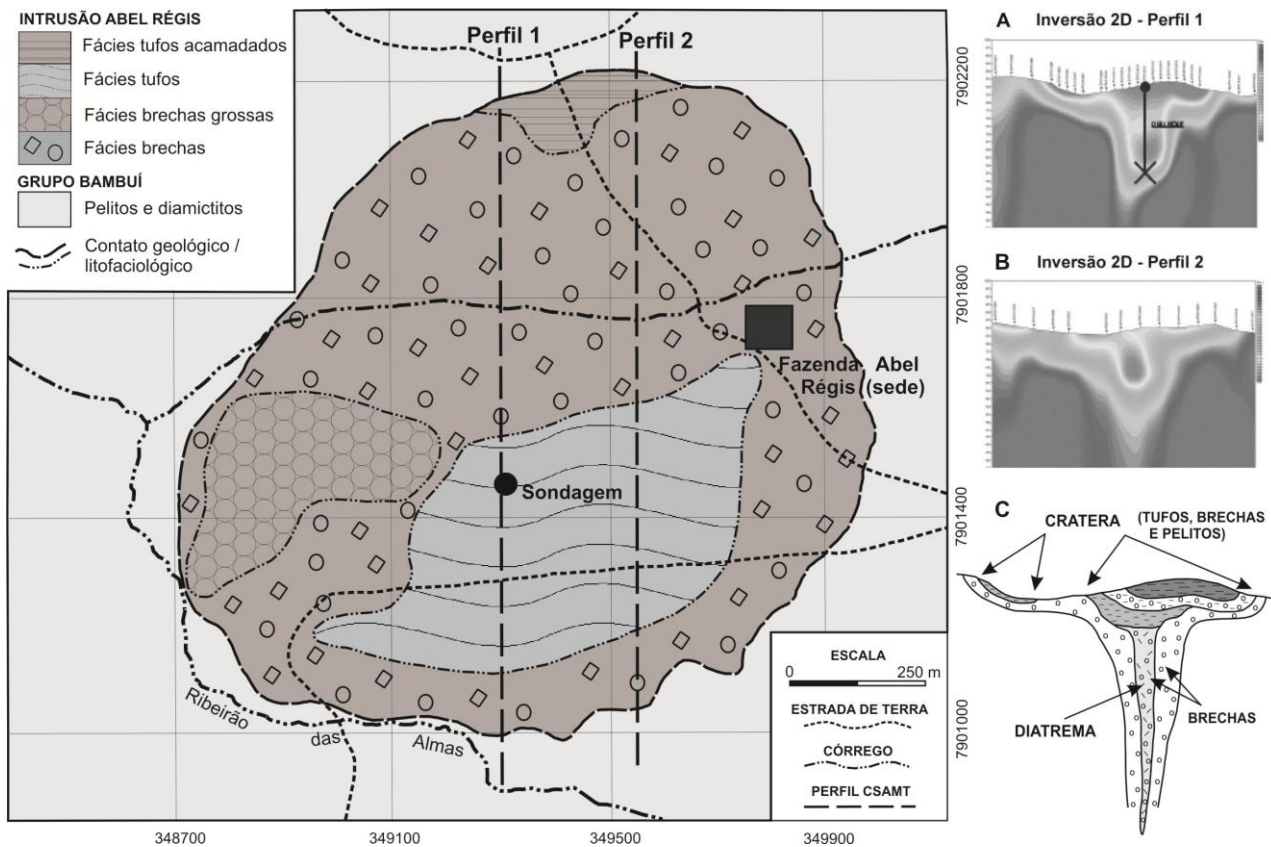 INTRUSÃO ABEL RÉGIS
Fácies tufos acamadados
Fácies tufos
Fácies brechas grossas
Fácies brechas
GRUPO BAMBUÍ
Pelitos e diamictitos
Contato geológico /
litofaciológico
Perfil 1
Perfil 2
7902200
7901800
7901400
7901000
Fazenda Abel
Régis (sede)
Sondagem
Ribeirão
das
Almas
ESCALA
0 250 m
ESTRADA DE TERRA
CÓRREGO
PERFIL CSAMT
348700
349100
349500
349900
A Inversão 2D - Perfil 1
B Inversão 2D - Perfil 2
C
CRATERA
(TUFOS, BRECHAS
E PELITOS)
DIATREMA
BRECHAS